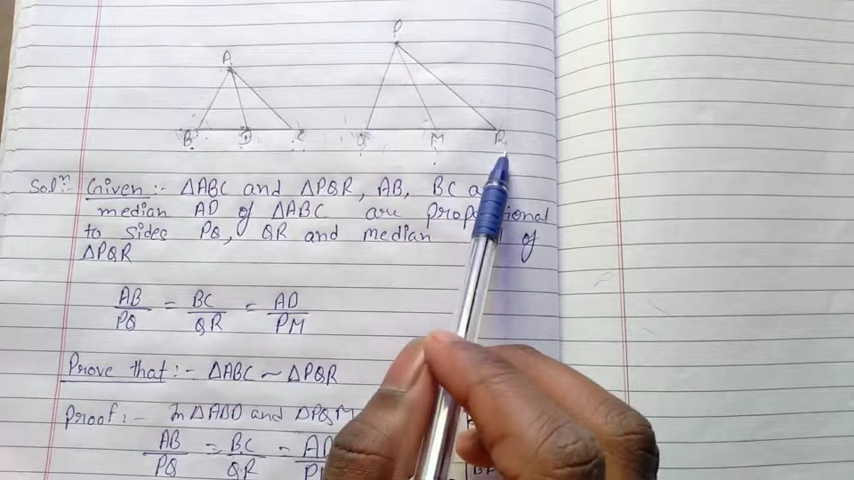 A
P
B D C
Q M R
Solⁿ:- Given:- ΔABC and ΔPQR, AB, BC
median AD of ΔABC are
to sides PQ, QR and median of
ΔPQR
AB/PQ = BC/QR = AD/PM
Prove that:- ΔABC ~ ΔPQR
Proof:- In ΔABD and ΔPQM
AB/PQ = BC/QR =